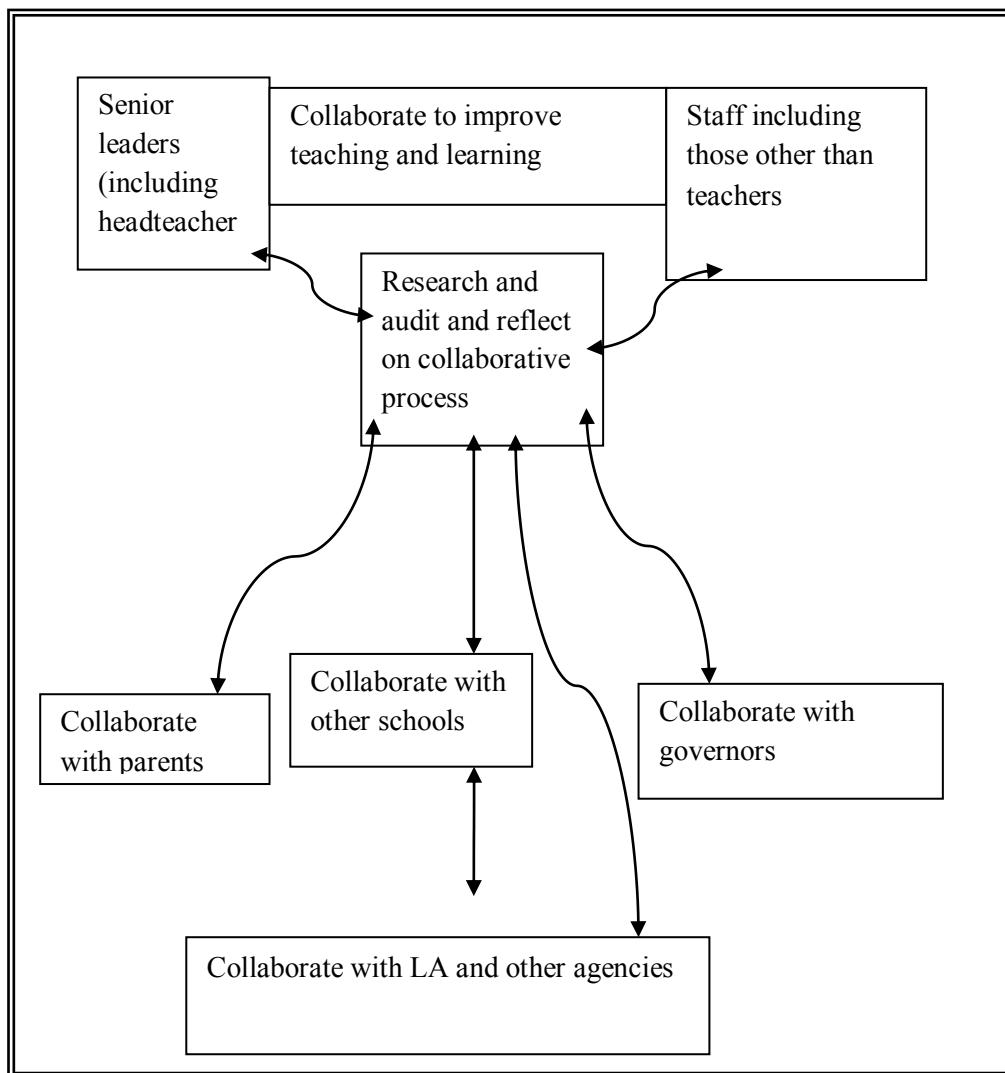 Senior
leaders
(including
headteacher
Collaborate to improve
teaching and learning
Staff including
those other than
teachers
Research and
audit and reflect
on collaborative
process
Collaborate
with parents
Collaborate with
other schools
Collaborate with
governors
Collaborate with LA and other agencies